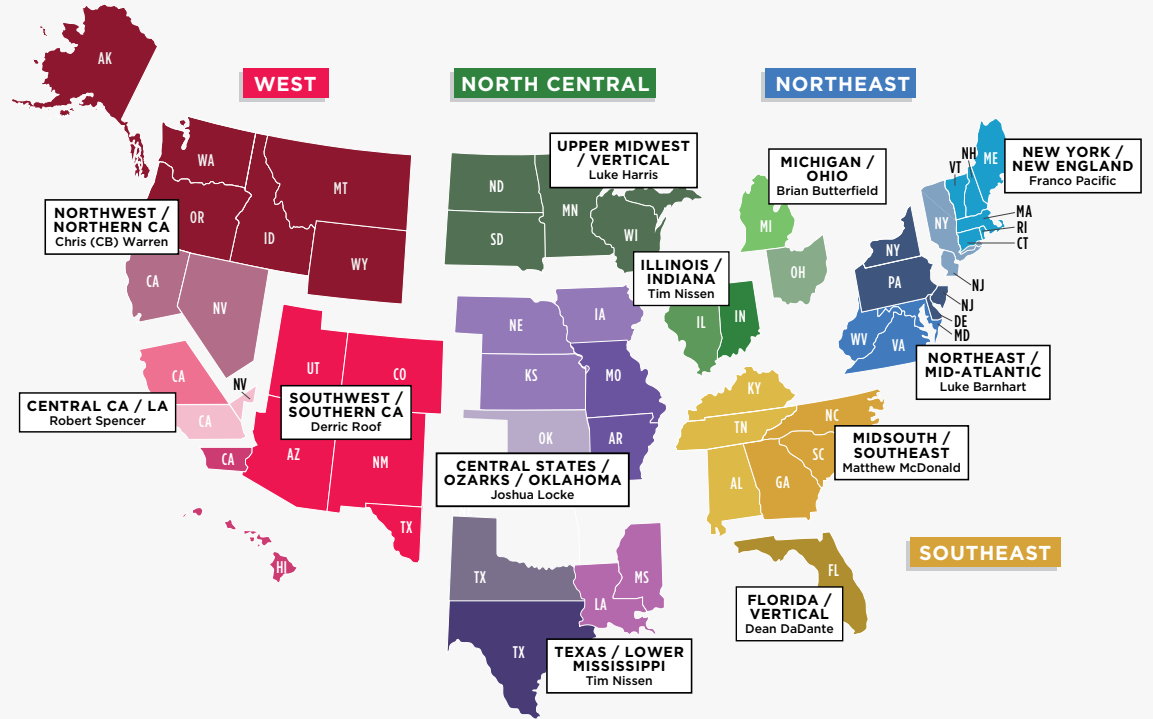 WEST
NORTH CENTRAL
NORTHEAST
AK
WA
OR
ID
MT
WY
NORTHWEST /
NORTHERN CA
Chris (CB) Warren
CA
NV
CA
NV
CA
CENTRAL CA / LA
Robert Spencer
CA
UT
CO
SOUTHWEST /
SOUTHERN CA
Derric Roof
AZ
NM
TX
HI
UPPER MIDWEST
/ VERTICAL
Luke Harris
ND
SD
MN
WI
ILLINOIS /
INDIANA
Tim Nissen
IL
IN
MICHIGAN /
OHIO
Brian Butterfield
MI
OH
NE
IA
KS
MO
OK
AR
CENTRAL STATES /
OZARKS / OKLAHOMA
Joshua Locke
TX
TX
LA
MS
TEXAS / LOWER
MISSISSIPPI
Tim Nissen
NEW YORK /
NEW ENGLAND
Franco Pacific
NH
VT
ME
NY
MA
RI
CT
NJ
NY
PA
NJ
DE
MD
WV
VA
NORTHEAST /
MID-ATLANTIC
Luke Barnhart
KY
TN
NC
SC
AL
GA
MIDSOUTH /
SOUTHEAST
Matthew McDonald
SOUTHEAST
FL
FLORIDA /
VERTICAL
Dean DaDante